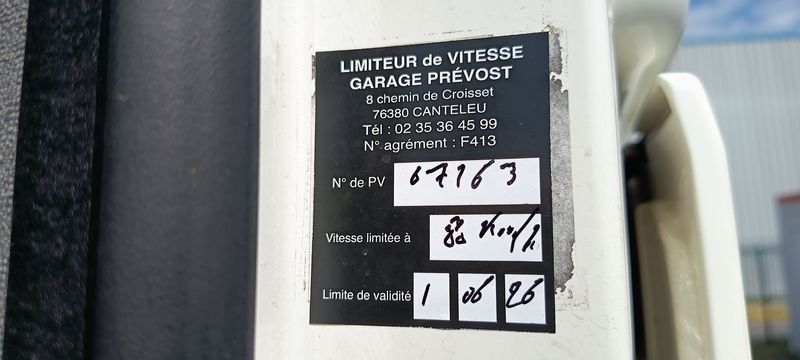 LIMITEUR de VITESSE
GARAGE PRÉVOST
8 chemin de Croisset
76380 CANTELEU
Tél : 02 35 36 45 99
N° agrément : F413
N° de PV 67163
Vitesse limitée à Km/h
Limite de validité 1 06 26